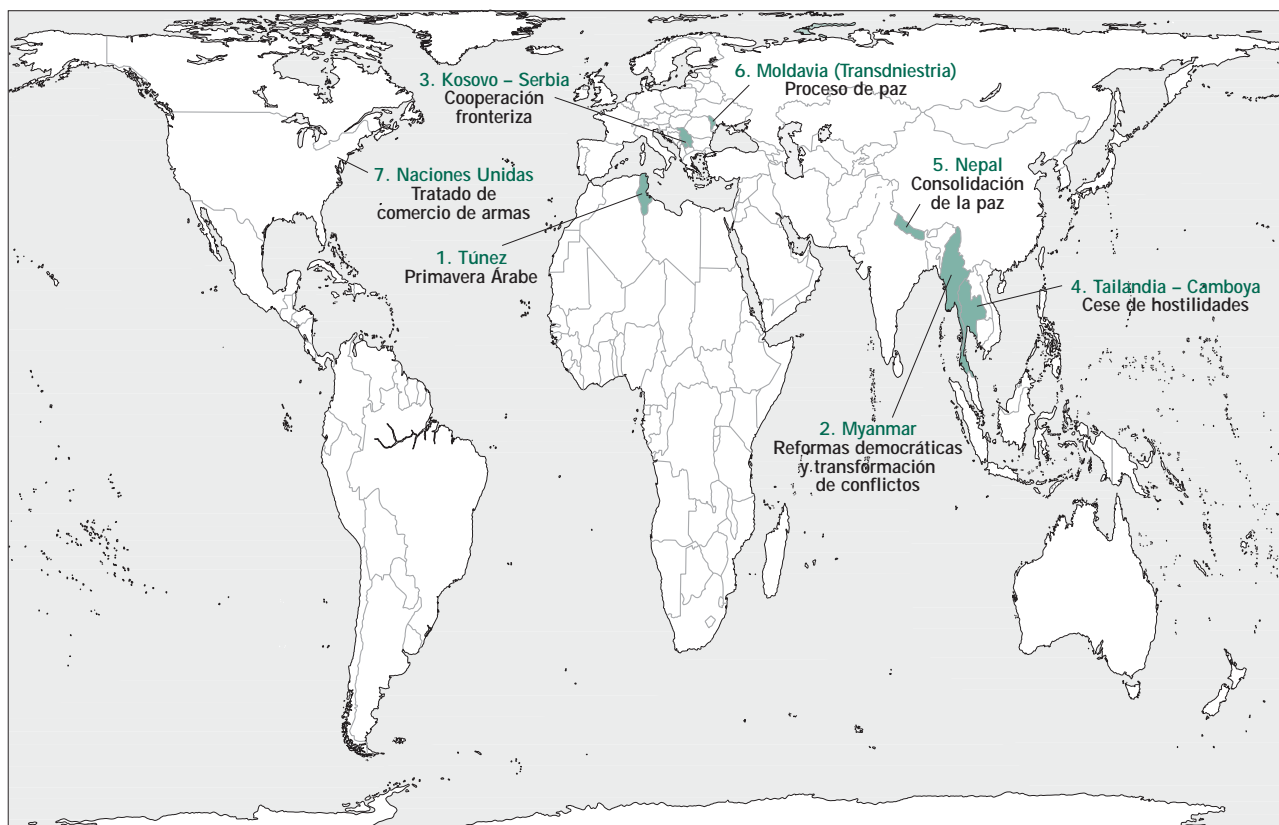 3. Kosovo – Serbia
Cooperación
fronteriza
6. Moldavia (Transdniestria)
Proceso de paz
7. Naciones Unidas
Tratado de
comercio de armas
5. Nepal
Consolidación
de la paz
1. Túnez
Primavera Árabe
4. Tailandia – Camboya
Cese de hostilidades
2. Myanmar
Reformas democráticas
y transformación
de conflictos